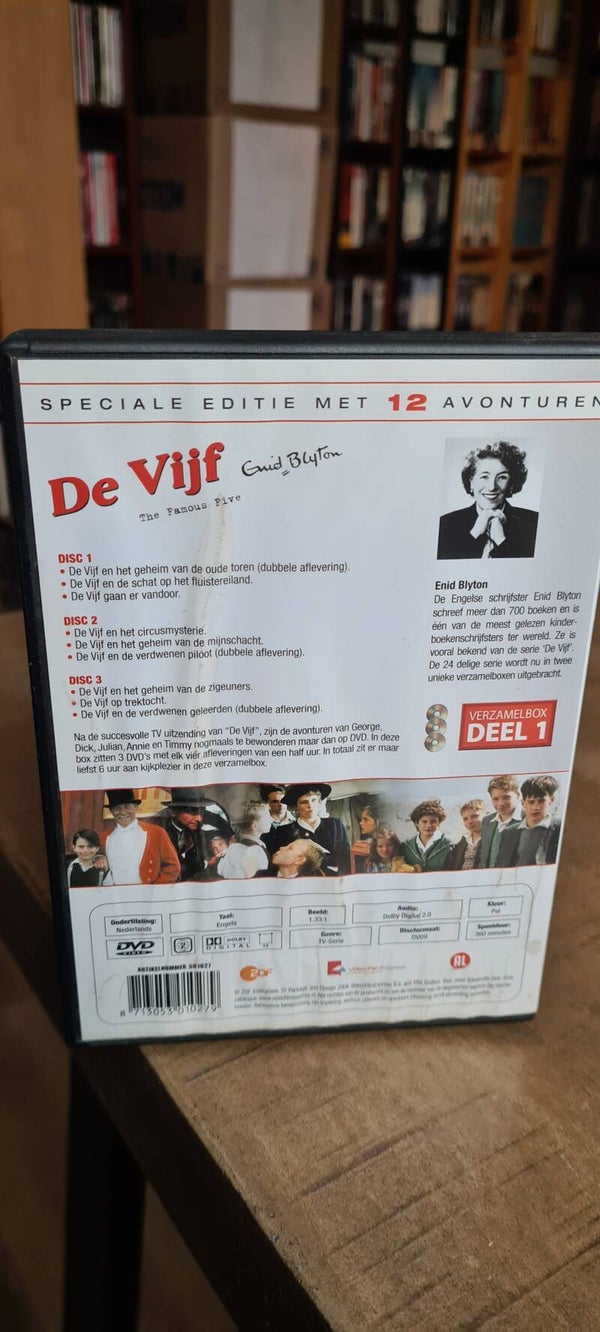 SPECIALE EDITIE MET 12 AVONTUREN
De Vijf
Enid Blyton
The Famous Five
DISC 1
• De Vijf en het geheim van de oude toren (dubbele aflevering).
• De Vijf en de schat op het fluistereiland.
• De Vijf gaan er vandoor.
DISC 2
• De Vijf en het circusmysterie.
• De Vijf en het geheim van de mijnschacht.
• De Vijf en de verdwenen piloot (dubbele aflevering).
DISC 3
• De Vijf en het geheim van de zigeuners.
• De Vijf op trektocht.
• De Vijf en de verdwenen geleerden (dubbele aflevering).
Na de succesvolle TV uitzending van "De Vijf", zijn de avonturen van George,
Dick, Julian, Annie en Timmy nogmaals te bewonderen maar dan op DVD. In deze
box zitten 3 DVD's met elk vier afleveringen van een half uur. In totaal zit er maar
liefst 6 uur aan kijkplezier in deze verzamelbox.
Enid Blyton
De Engelse schrijfster Enid Blyton
schreef meer dan 700 boeken en is
één van de meest gelezen kinder-
boekenschrijfsters ter wereld. Ze is
vooral bekend van de serie 'De Vijf'.
De 24 delige serie wordt nu in twee
unieke verzamelboxen uitgebracht.
VERZAMELBOX
DEEL 1
Ondertiteling:
Nederlands
Taal:
Engels
Beeld:
1.33:1
Audio:
Dolby Digital 2.0
Kleur:
Pal
Genre:
TV-Serie
Discformaat:
DVD9
Speelduur:
360 minuten
DVD
VIDEO
2
DOLBY
DIGITAL
ARTIKELNUMMER 501027
8 713053 010279
ZDF
AL